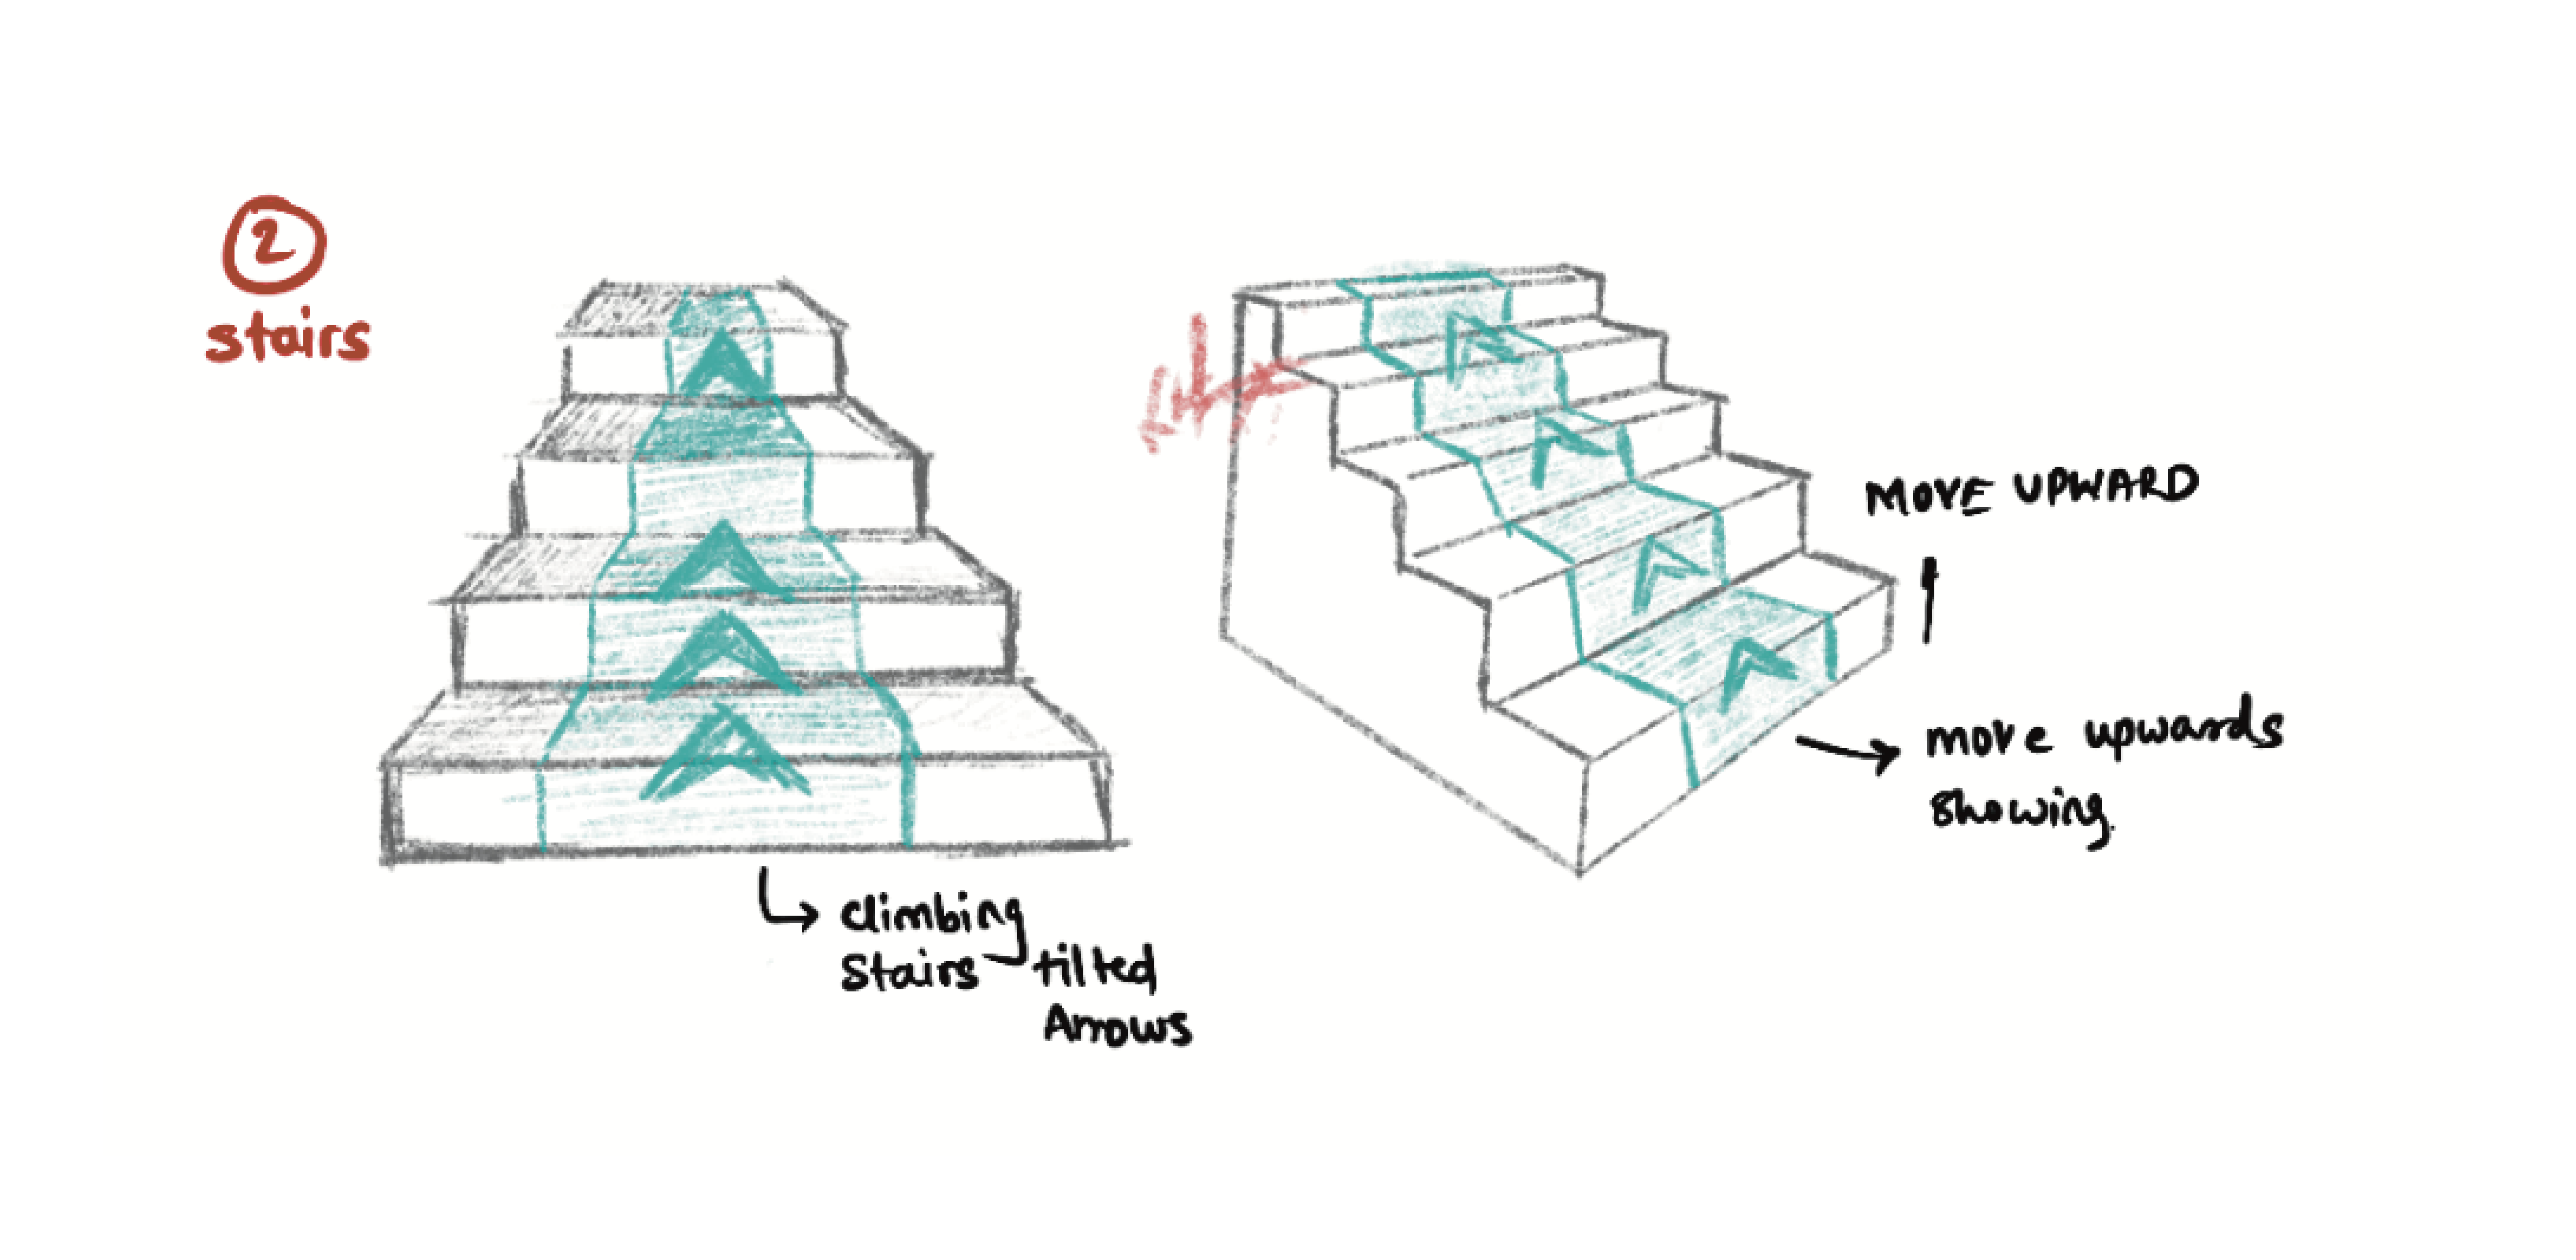 2
stairs
climbing
stairs tilted
Arrows
MOVE UPWARD
move upwards
showing.